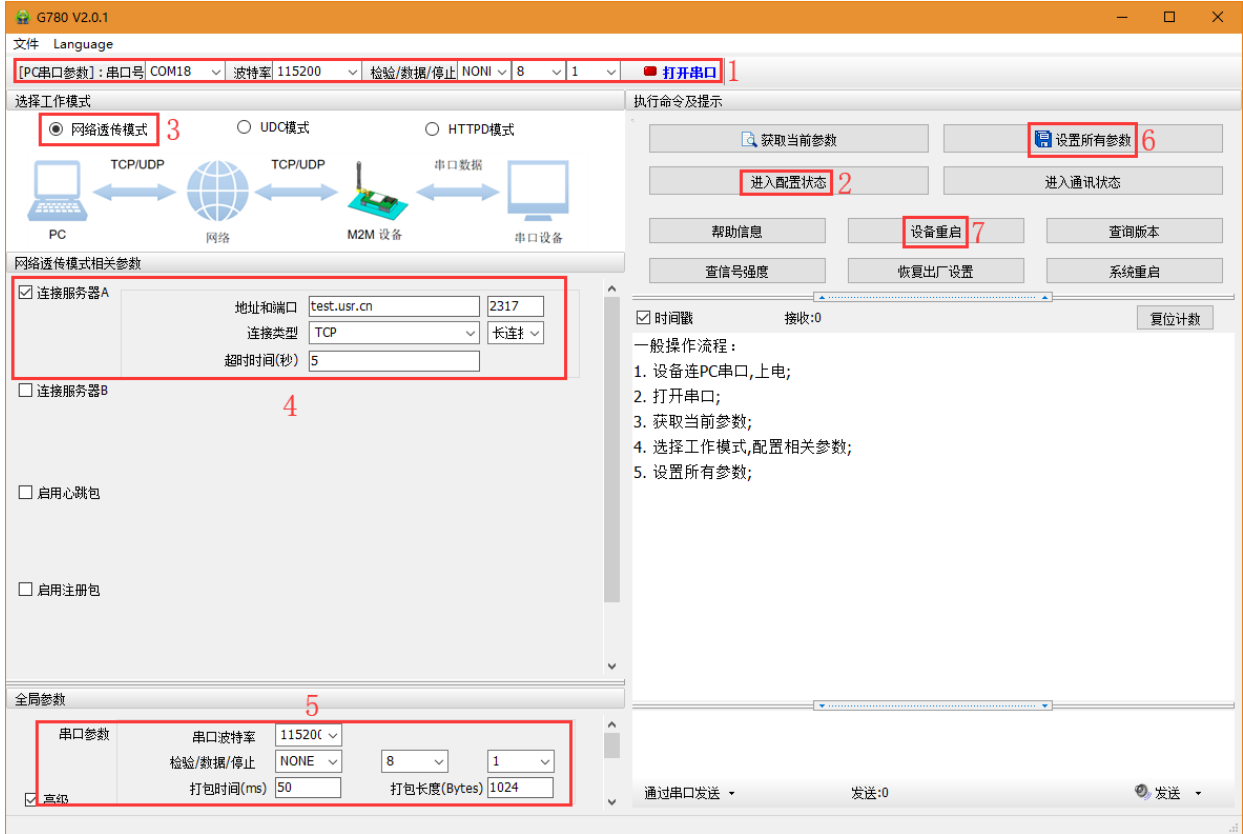 G780 V2.0.1
文件 Language
[PC串口参数]：串口号 COM18 波特率 115200 检验/数据/停止 NONI 8 1 打开串口 1
选择工作模式
网络透传模式 3 UDC模式 HTTPD模式
TCP/UDP TCP/UDP 串口数据
PC 网络 M2M 设备 串口设备
网络透传模式相关参数
连接服务器A
地址和端口 test.usr.cn 2317
连接类型 TCP 长连接
超时时间(秒) 5
连接服务器B
4
启用心跳包
启用注册包
全局参数
5
串口参数 串口波特率 115200
检验/数据/停止 NONE 8 1
打包时间(ms) 50 打包长度(Bytes) 1024
高级
执行命令及提示
获取当前参数 设置所有参数 6
进入配置状态 2 进入通讯状态
帮助信息 设备重启 7 查询版本
查信号强度 恢复出厂设置 系统重启
时间戳 接收:0 复位计数
一般操作流程：
1. 设备连PC串口,上电;
2. 打开串口;
3. 获取当前参数;
4. 选择工作模式,配置相关参数;
5. 设置所有参数;
通过串口发送 发送:0 发送